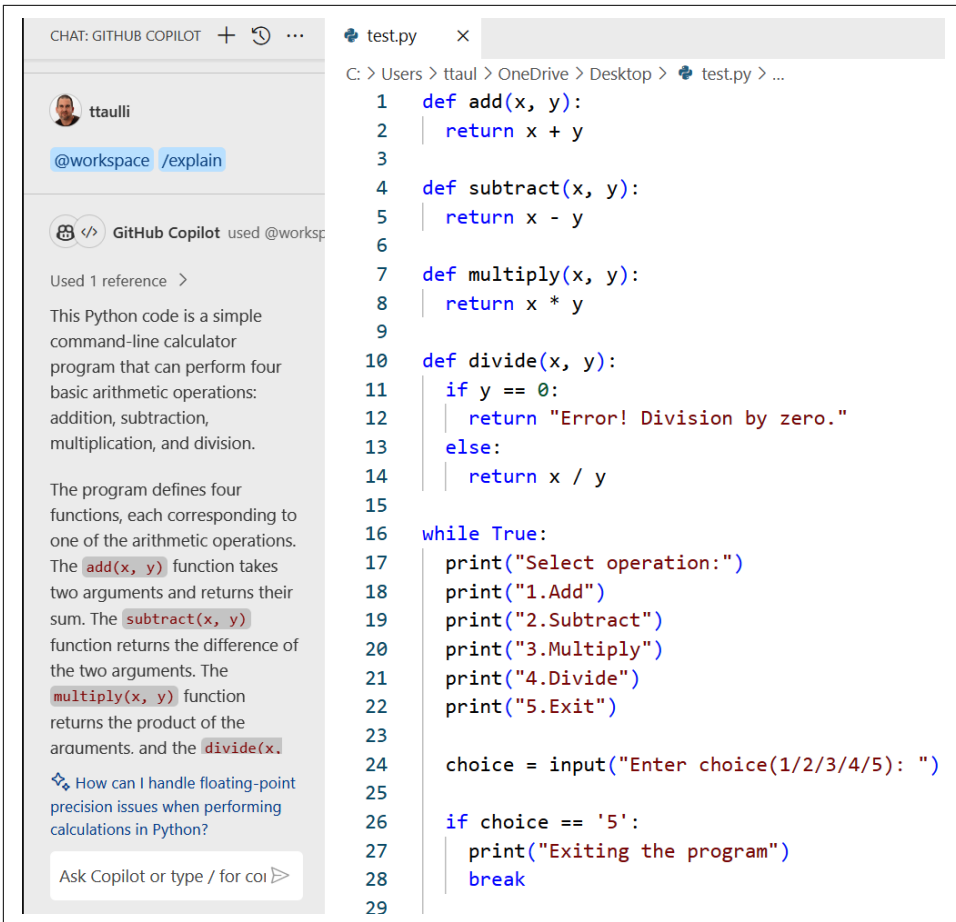 CHAT: GITHUB COPILOT
ttaulli
@workspace /explain
GitHub Copilot used @worksp
Used 1 reference >
This Python code is a simple
command-line calculator
program that can perform four
basic arithmetic operations:
addition, subtraction,
multiplication, and division.
The program defines four
functions, each corresponding to
one of the arithmetic operations.
The add(x, y) function takes
two arguments and returns their
sum. The subtract(x, y)
function returns the difference of
the two arguments. The
multiply(x, y) function
returns the product of the
arguments, and the divide(x,
How can I handle floating-point
precision issues when performing
calculations in Python?
Ask Copilot or type / for co
test.py
C: > Users > ttaul > OneDrive > Desktop > test.py > ...
1 def add(x, y):
2 return x + y
3
4 def subtract(x, y):
5 return x - y
6
7 def multiply(x, y):
8 return x * y
9
10 def divide(x, y):
11 if y == 0:
12 return "Error! Division by zero."
13 else:
14 return x / y
15
16 while True:
17 print("Select operation:")
18 print("1.Add")
19 print("2.Subtract")
20 print("3.Multiply")
21 print("4.Divide")
22 print("5.Exit")
23
24 choice = input("Enter choice(1/2/3/4/5): ")
25
26 if choice == '5':
27 print("Exiting the program")
28 break
29